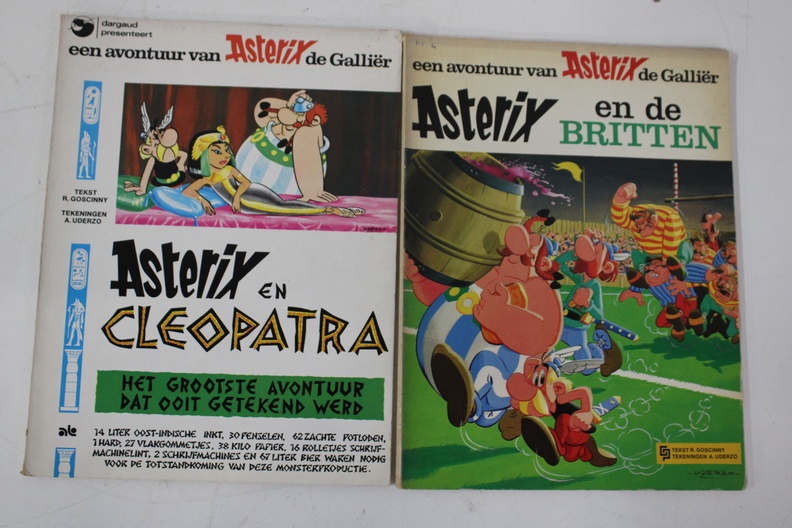 dargaud
presenteert
een avontuur van Asterix de Galliër
TEKST
R. GOSCINNY
TEKENINGEN
A. UDERZO
Asterix EN
CLEOPATRA
HET GROOTSTE AVONTUUR
DAT OOIT GETEKEND WERD
14 LITER OOST-INDISCHE INKT, 30 PENSELEN, 62 ZACHTE POTLODEN,
1 HARD, 27 VLAKGOMMETJES, 38 KILO PAPIER, 16 ROLLETJES SCHRIJF-
MACHINELINT, 2 SCHRIJFMACHINES EN 67 LITER BIER WAREN NODIG
VOOR DE TOTSTANDKOMING VAN DEZE MONSTERPRODUCTIE.
een avontuur van Asterix de Galliër
Asterix en de
BRITTEN
TEKST R. GOSCINNY
TEKENINGEN A. UDERZO